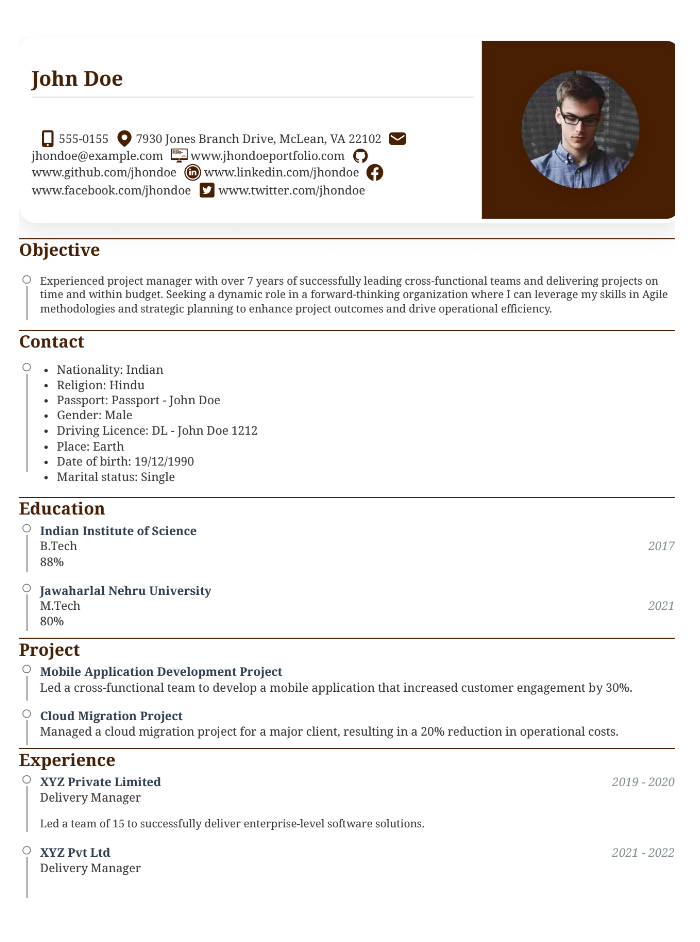 John Doe
555-0155 7930 Jones Branch Drive, McLean, VA 22102
jhondoe@example.com www.jhondoeportfolio.com
www.github.com/jhondoe www.linkedin.com/jhondoe
www.facebook.com/jhondoe www.twitter.com/jhondoe
Objective
Experienced project manager with over 7 years of successfully leading cross-functional teams and delivering projects on
time and within budget. Seeking a dynamic role in a forward-thinking organization where I can leverage my skills in Agile
methodologies and strategic planning to enhance project outcomes and drive operational efficiency.
Contact
• Nationality: Indian
• Religion: Hindu
• Passport: Passport - John Doe
• Gender: Male
• Driving Licence: DL - John Doe 1212
• Place: Earth
• Date of birth: 19/12/1990
• Marital status: Single
Education
Indian Institute of Science
B.Tech 2017
88%
Jawaharlal Nehru University
M.Tech 2021
80%
Project
Mobile Application Development Project
Led a cross-functional team to develop a mobile application that increased customer engagement by 30%.
Cloud Migration Project
Managed a cloud migration project for a major client, resulting in a 20% reduction in operational costs.
Experience
XYZ Private Limited 2019 - 2020
Delivery Manager
Led a team of 15 to successfully deliver enterprise-level software solutions.
XYZ Pvt Ltd 2021 - 2022
Delivery Manager